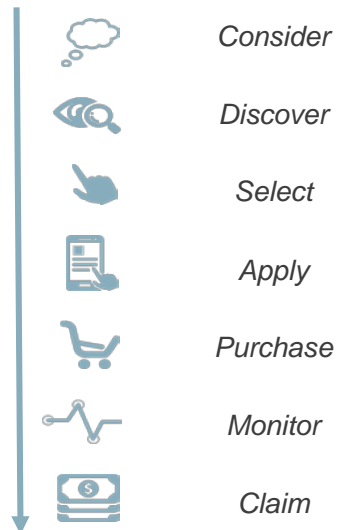 Consider
Discover
Select
Apply
Purchase
Monitor
$
Claim